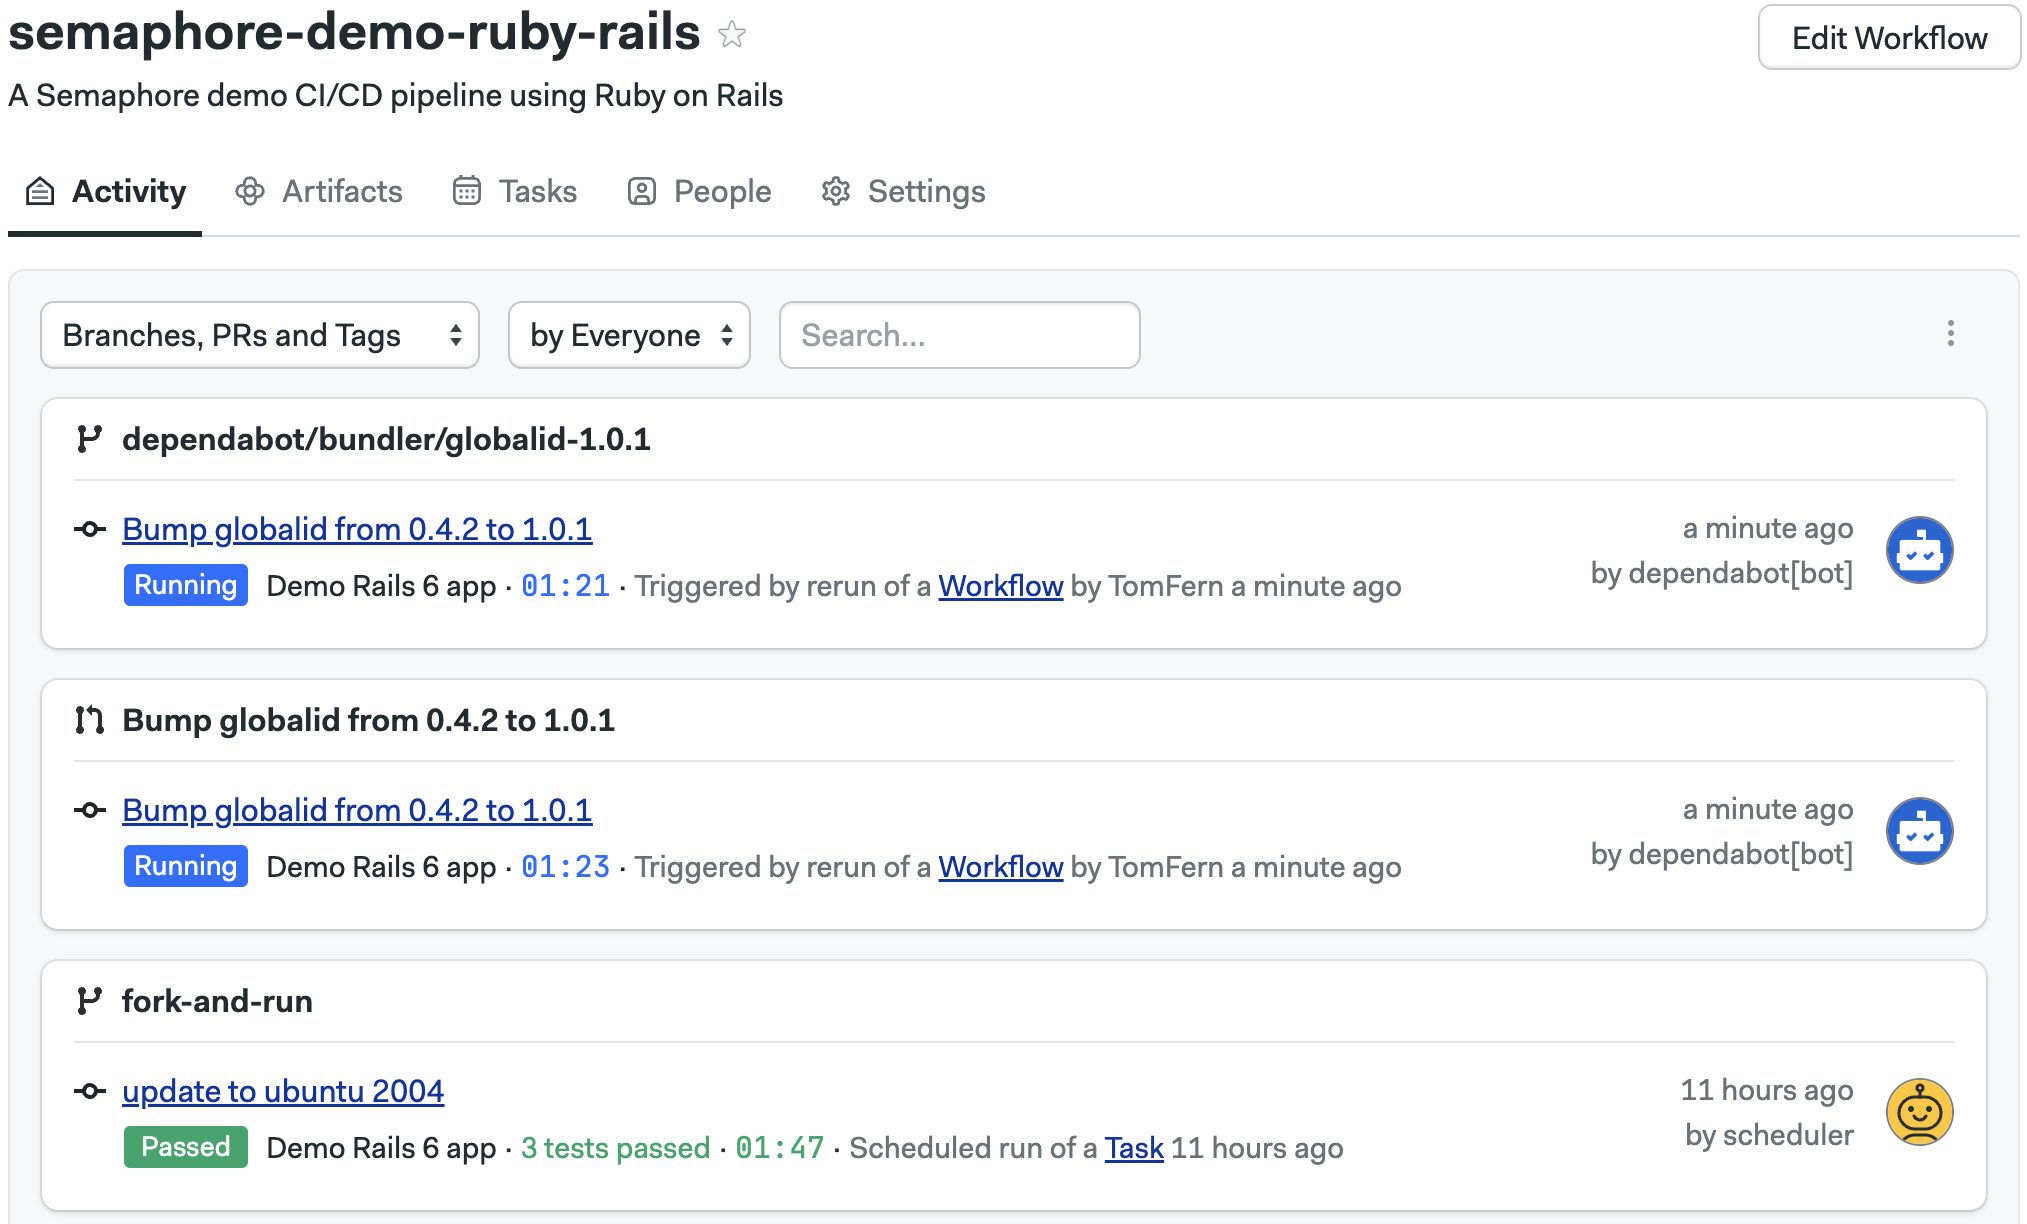 semaphore-demo-ruby-rails
Edit Workflow
A Semaphore demo CI/CD pipeline using Ruby on Rails
Activity Artifacts Tasks People Settings
Branches, PRs and Tags by Everyone Search...
dependabot/bundler/globalid-1.0.1
Bump globalid from 0.4.2 to 1.0.1
a minute ago
Running Demo Rails 6 app · 01:21 · Triggered by rerun of a Workflow by TomFern a minute ago
by dependabot[bot]
Bump globalid from 0.4.2 to 1.0.1
Bump globalid from 0.4.2 to 1.0.1
a minute ago
Running Demo Rails 6 app · 01:23 · Triggered by rerun of a Workflow by TomFern a minute ago
by dependabot[bot]
fork-and-run
update to ubuntu 2004
11 hours ago
Passed Demo Rails 6 app · 3 tests passed · 01:47 · Scheduled run of a Task 11 hours ago
by scheduler